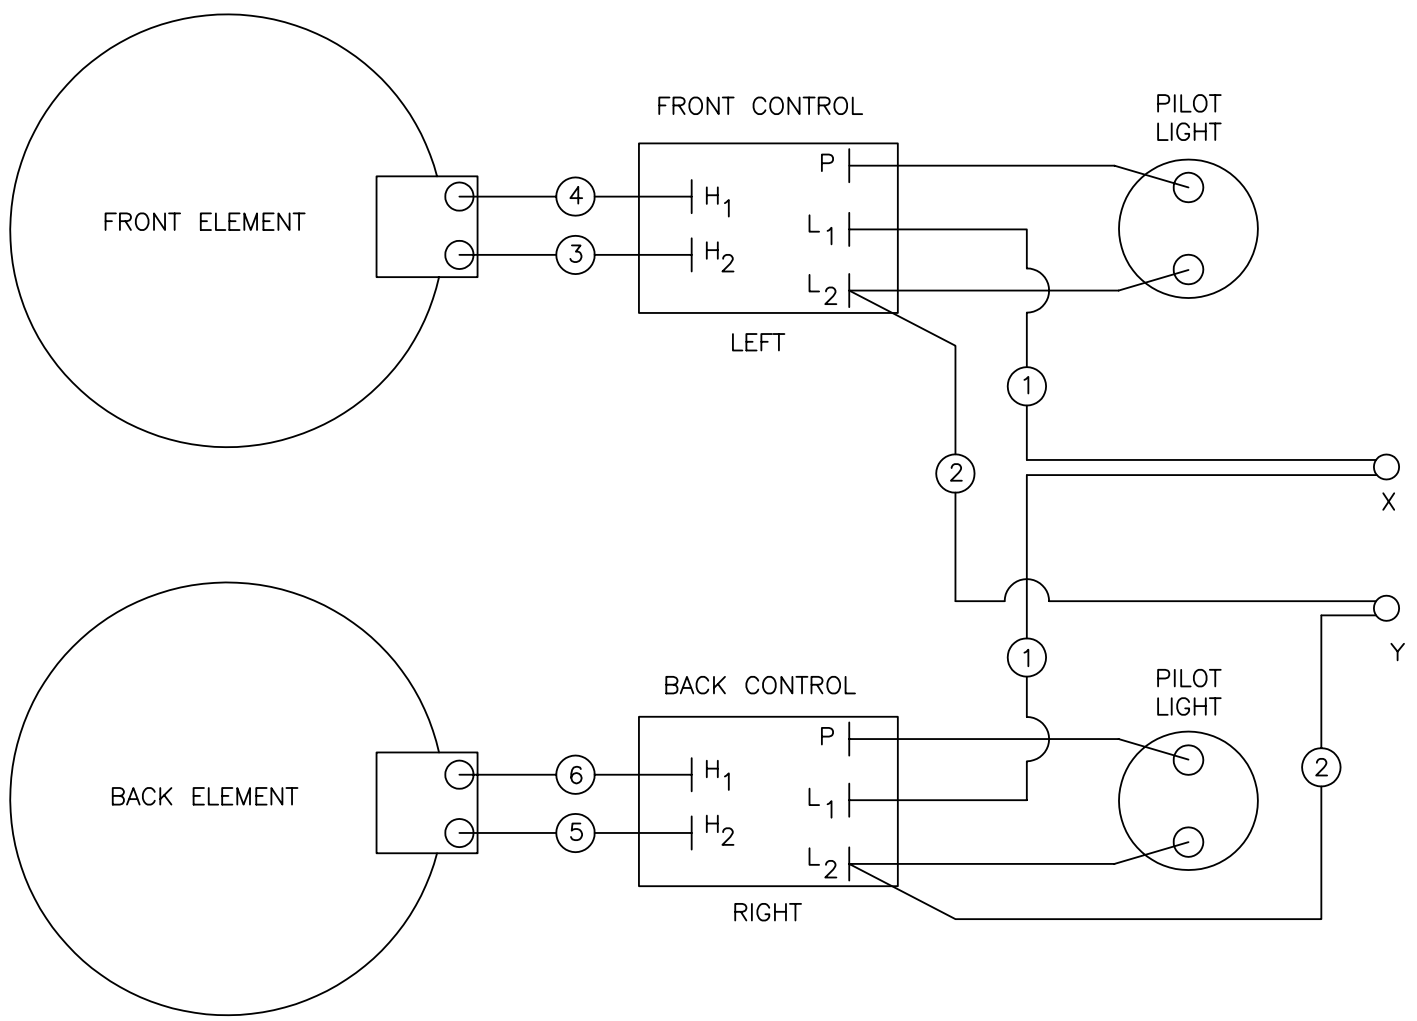 FRONT CONTROL
PILOT
LIGHT
FRONT ELEMENT
4
3
H1
H2
P
L1
L2
LEFT
1
2
X
Y
1
BACK CONTROL
PILOT
LIGHT
BACK ELEMENT
6
5
H1
H2
P
L1
L2
2
RIGHT